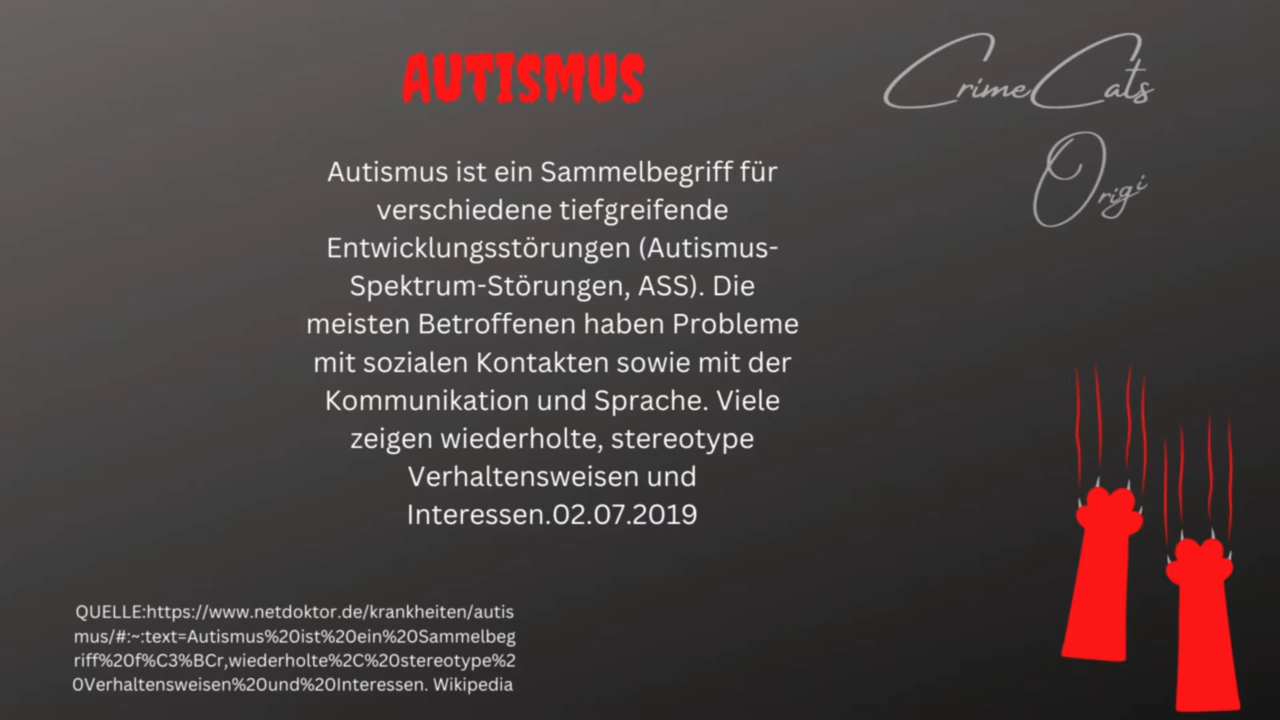 AUTISMUS
CrimeCats
Origi
Autismus ist ein Sammelbegriff für
verschiedene tiefgreifende
Entwicklungsstörungen (Autismus-
Spektrum-Störungen, ASS). Die
meisten Betroffenen haben Probleme
mit sozialen Kontakten sowie mit der
Kommunikation und Sprache. Viele
zeigen wiederholte, stereotype
Verhaltensweisen und
Interessen.02.07.2019
QUELLE:https://www.netdoktor.de/krankheiten/autis
mus/#:~:text=Autismus%20ist%20ein%20Sammelbeg
riff%20f%C3%BCr,wiederholte%2C%20stereotype%2
0Verhaltensweisen%20und%20Interessen. Wikipedia